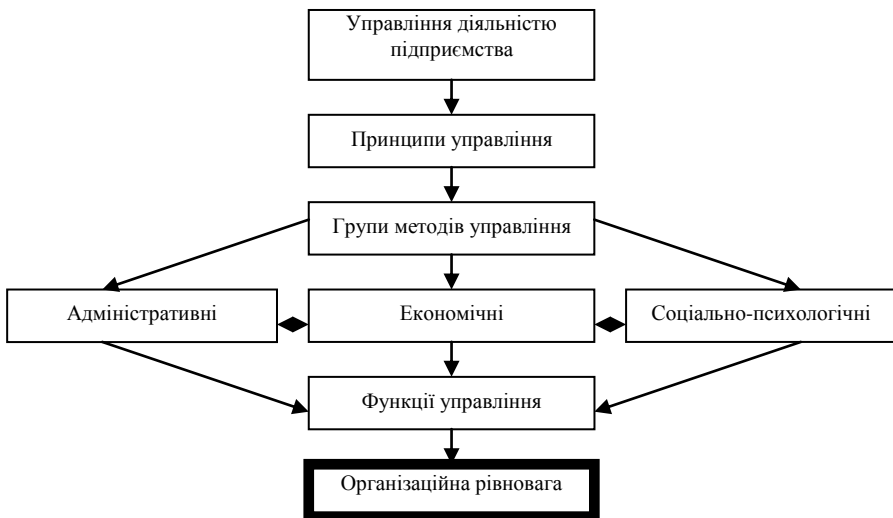 Управління діяльністю
підприємства
Принципи управління
Групи методів управління
Адміністративні
Економічні
Соціально-психологічні
Функції управління
Організаційна рівновага